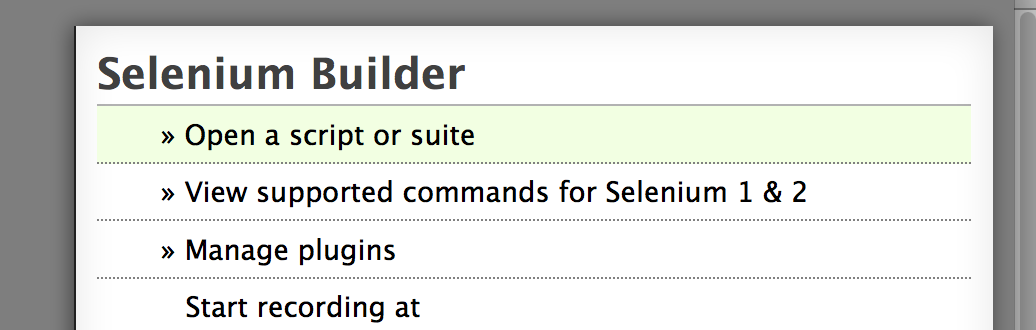 Selenium Builder
» Open a script or suite
» View supported commands for Selenium 1 & 2
» Manage plugins
Start recording at